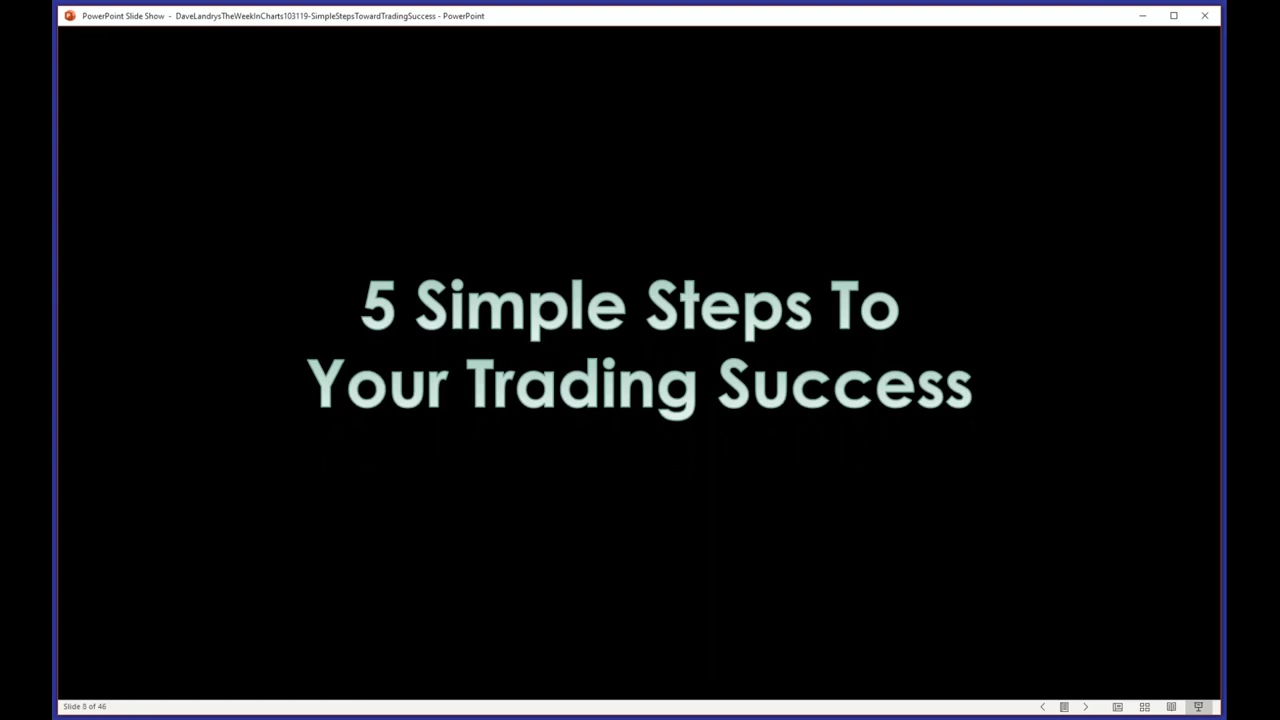 PowerPoint Slide Show - DaveLandrysTheWeekInCharts103119-SimpleStepsTowardTradingSuccess - PowerPoint
5 Simple Steps To
Your Trading Success
Slide 8 of 46